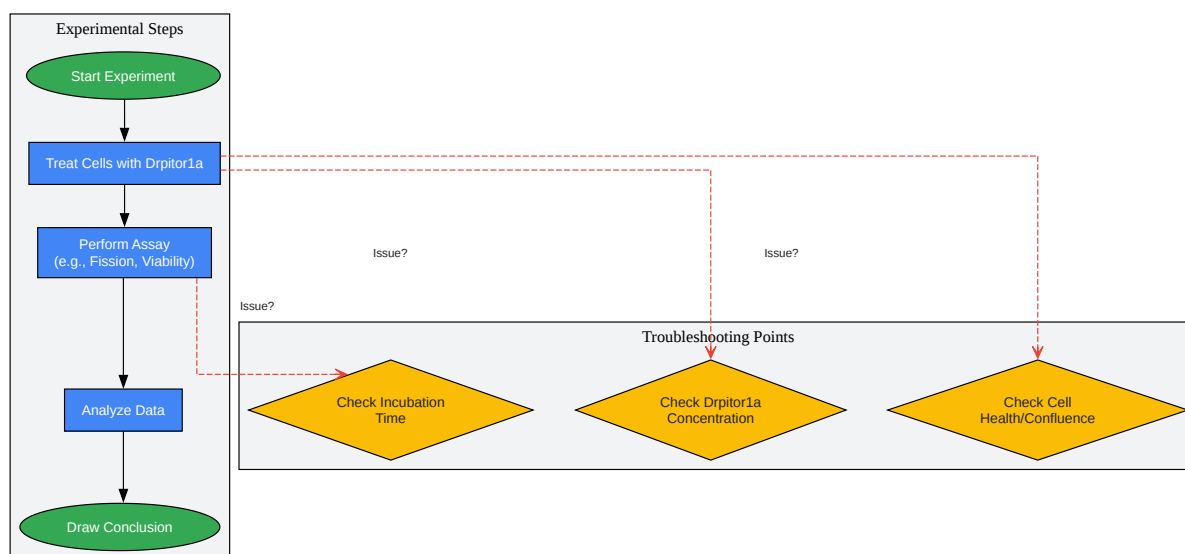 Experimental Steps
Start Experiment
Treat Cells with Drpitor1a
Perform Assay
(e.g., Fission, Viability)
Analyze Data
Draw Conclusion
Issue?
Issue?
Issue?
Troubleshooting Points
Check Incubation
Time
Check Drpitor1a
Concentration
Check Cell
Health/Confluence